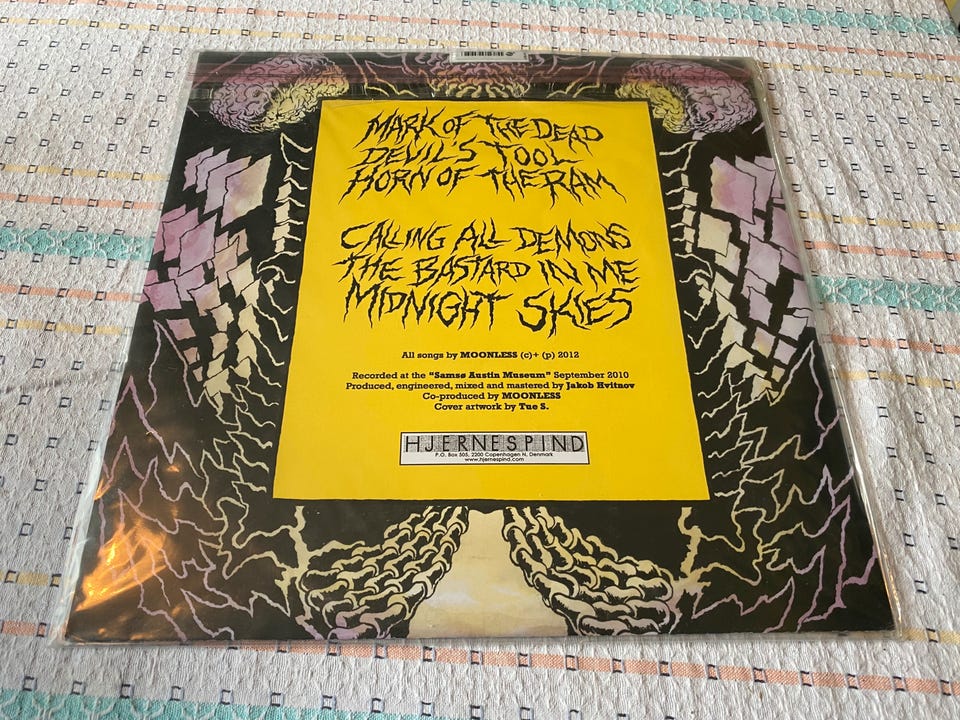 MARK OF THE DEAD
DEVIL'S TOOL
HORN OF THE RAM
CALLING ALL DEMONS
THE BASTARD IN ME
MIDNIGHT SKIES
All songs by MOONLESS (c)+ (p) 2012
Recorded at the "Samsø Austin Museum" September 2010
Produced, engineered, mixed and mastered by Jakob Hvitnov
Co-produced by MOONLESS
Cover artwork by Tue S.
HJERNESPIND
P.O. Box 505, 2200 Copenhagen N, Denmark
www.hjernespind.com